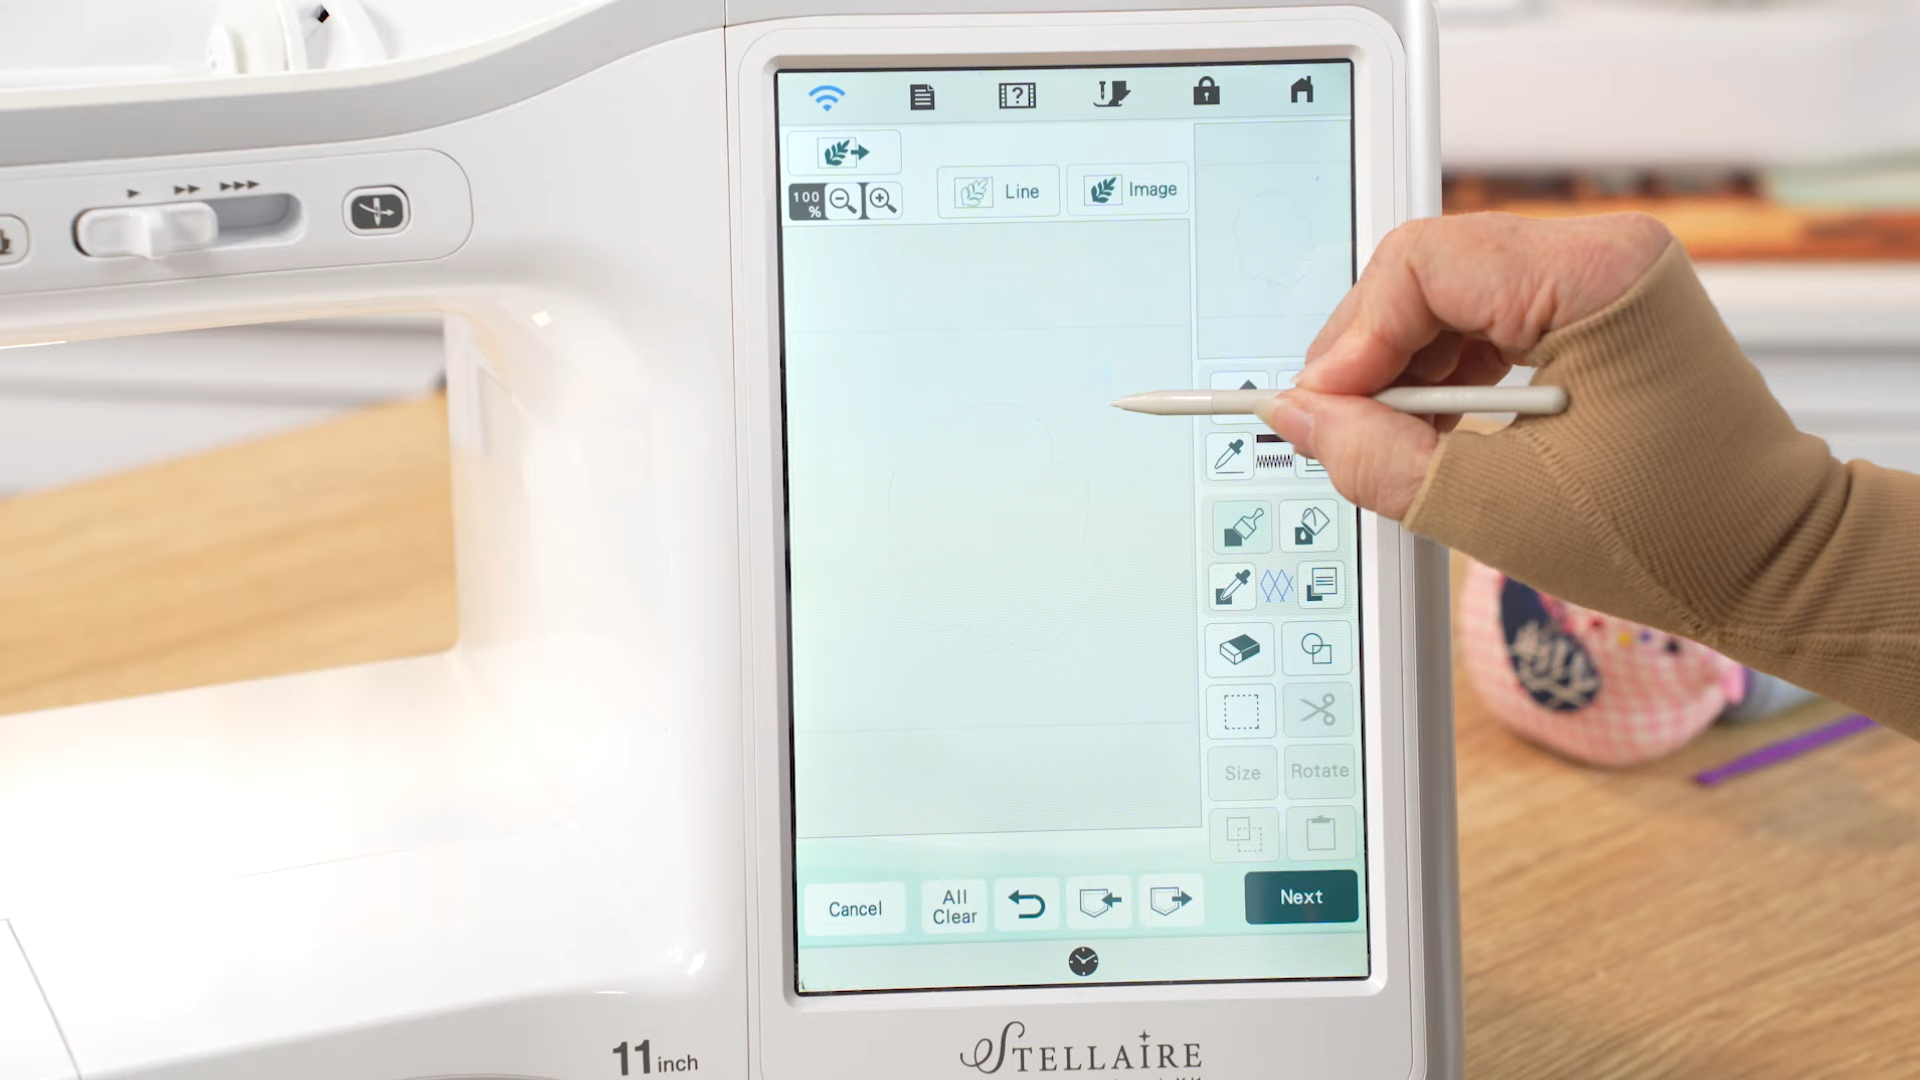 100
%
Line
Image
Size
Rotate
Cancel
All
Clear
Next
11 inch
STELLAIRE